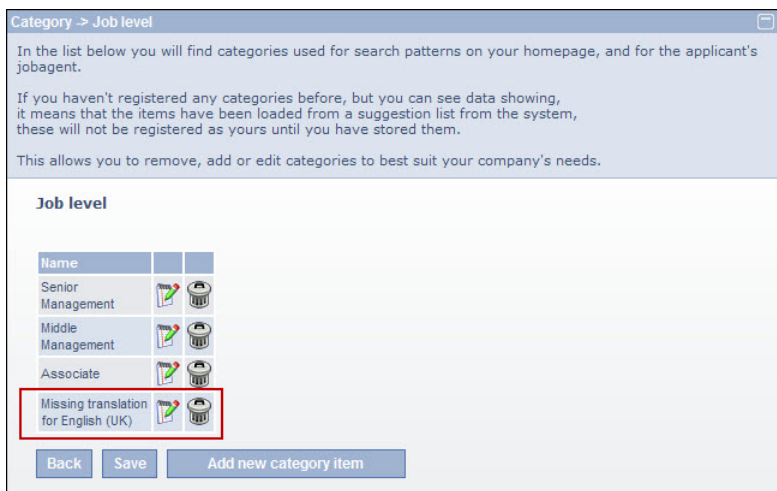 Category -> Job level
In the list below you will find categories used for search patterns on your homepage, and for the applicant's
jobagent.
If you haven't registered any categories before, but you can see data showing,
it means that the items have been loaded from a suggestion list from the system,
these will not be registered as yours until you have stored them.
This allows you to remove, add or edit categories to best suit your company's needs.
Job level
Name
Senior
Management
Middle
Management
Associate
Missing translation
for English (UK)
Back Save Add new category item